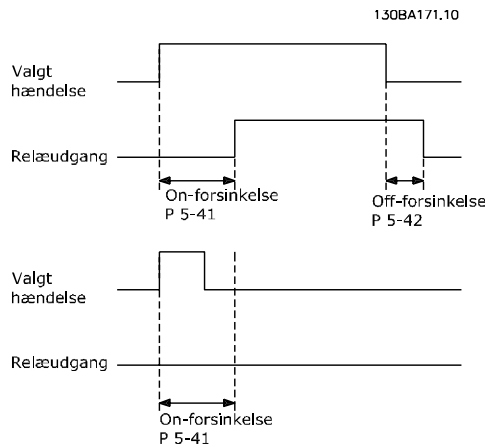 130BA171.10
Valgt
hændelse
Relæudgang
On-forsinkelse
P 5-41
Off-forsinkelse
P 5-42
Valgt
hændelse
Relæudgang
On-forsinkelse
P 5-41